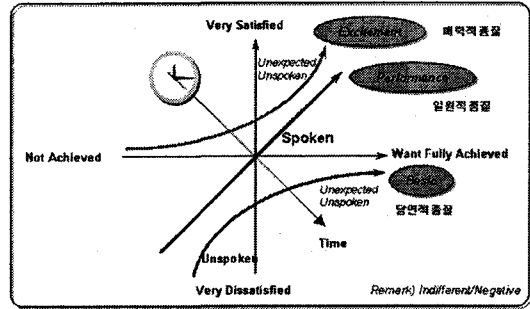 Very Satisfied
Excitement
매력적품질
Unexpected
Unspoken
Performance
일원적품질
Spoken
Not Achieved
Want Fully Achieved
Basic
Unexpected
Unspoken
당연적품질
Time
Unspoken
Very Dissatisfied
Remark) Indifferent/Negative